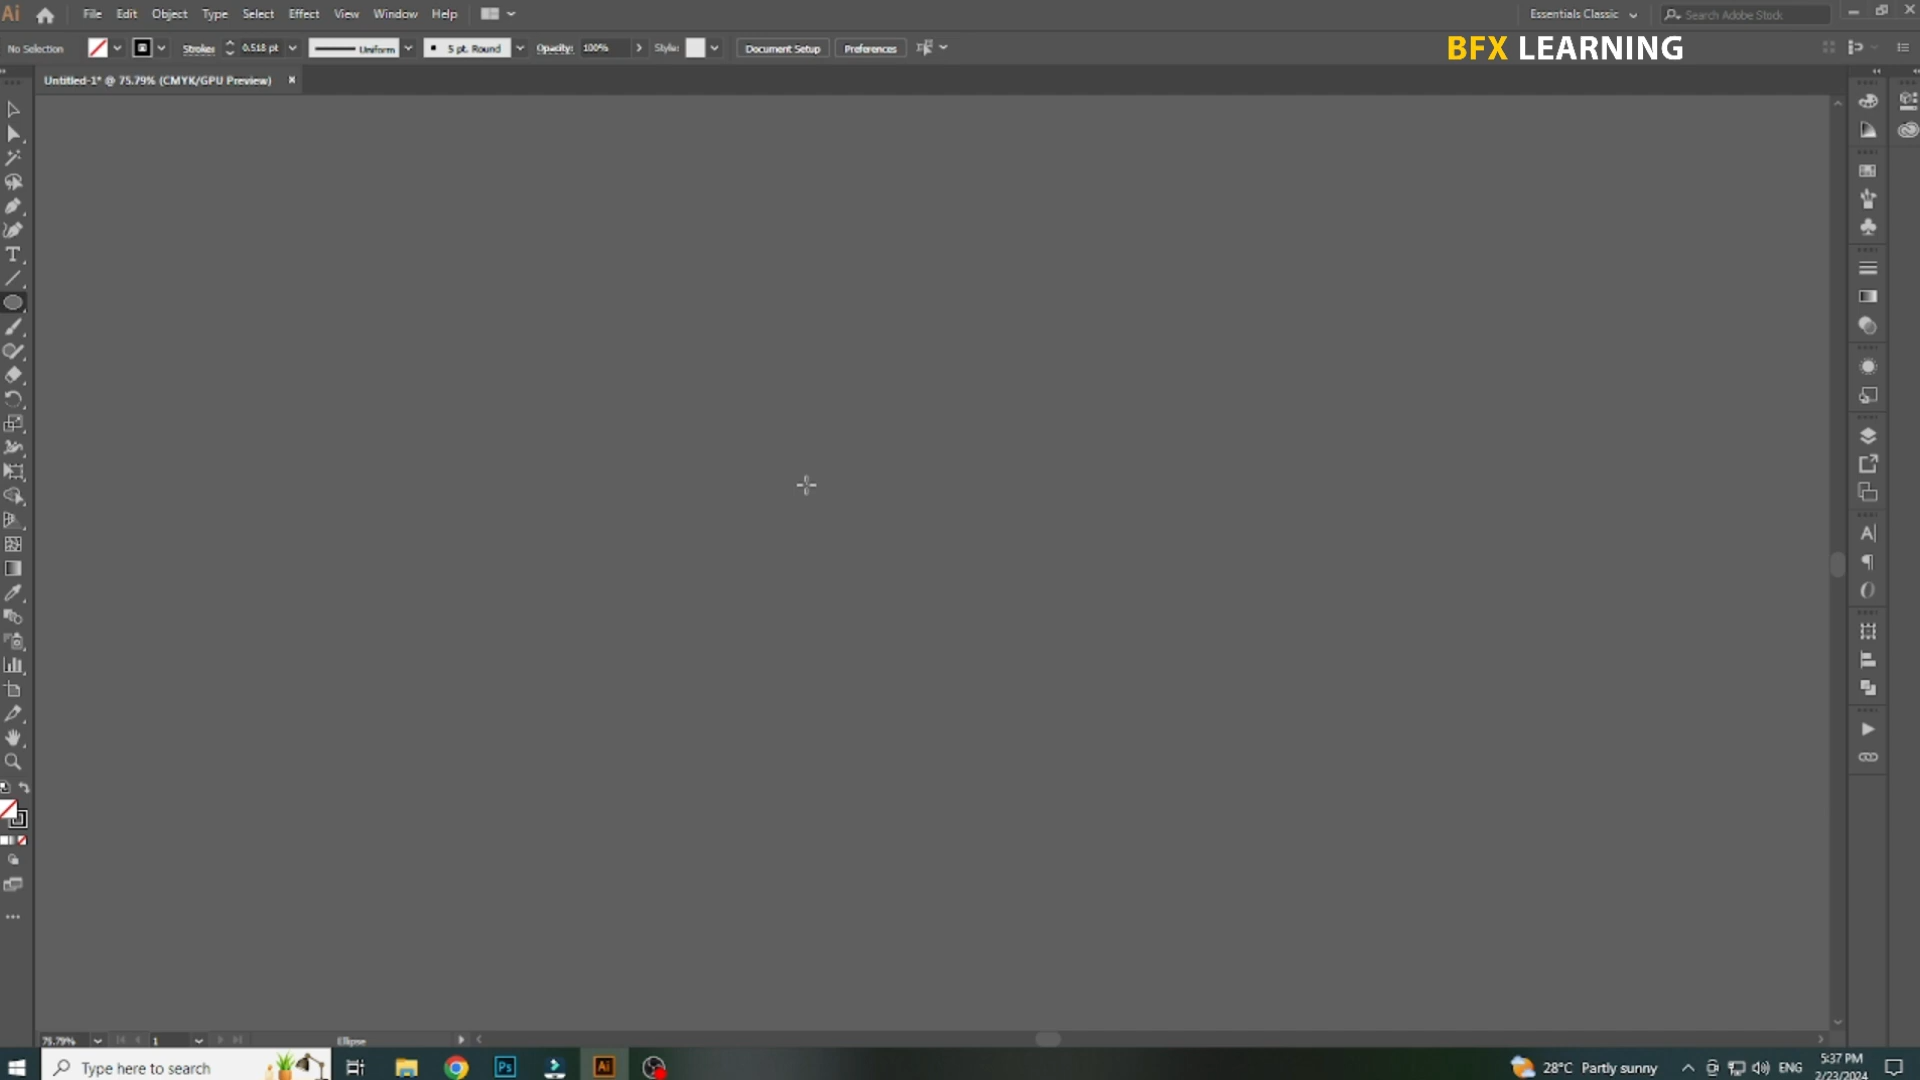 Ai File Edit Object Type Select Effect View Window Help Essentials Classic Search Adobe Stock
No Selection Stroke: 0.518 pt Uniform 5 pt. Round Opacity: 100% Style: Document Setup Preferences BFX LEARNING
Untitled-1* @ 75.79% (CMYK/GPU Preview)
75.79% 1 Ellipse
Type here to search Ps Ai 28°C Partly sunny ENG 5:37 PM
2/23/2024